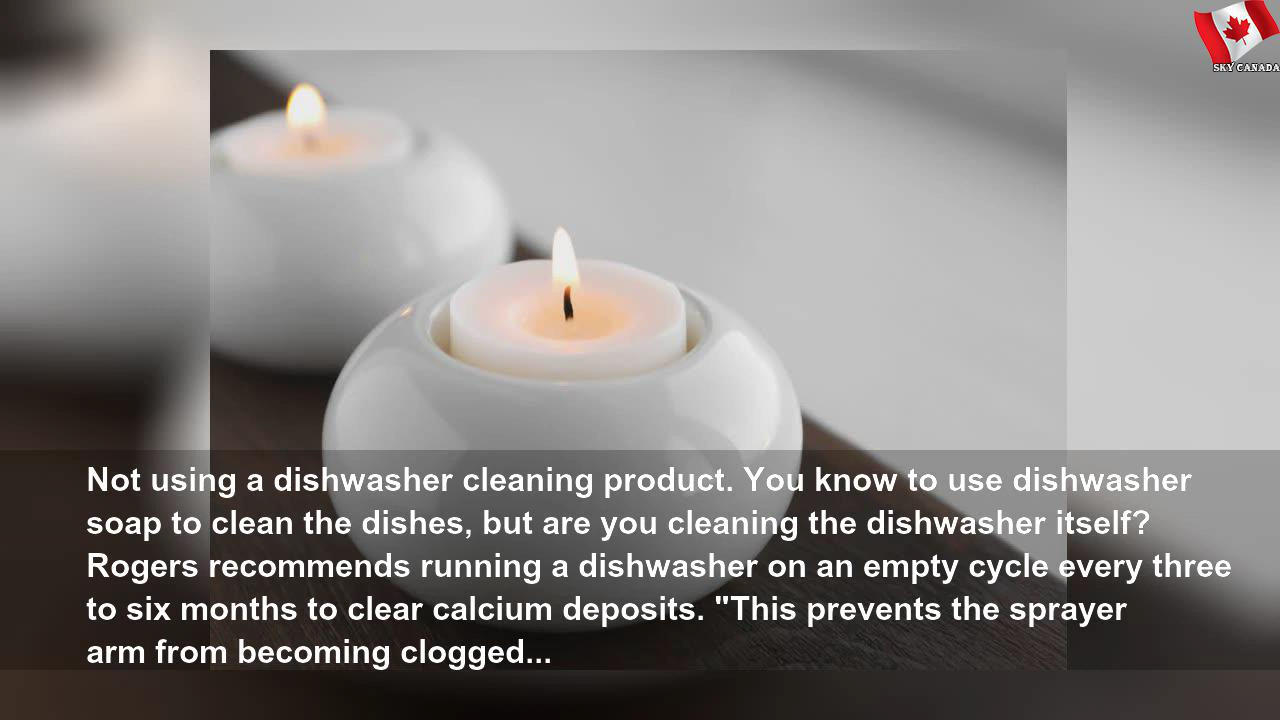 SKY CANADA
Not using a dishwasher cleaning product. You know to use dishwasher
soap to clean the dishes, but are you cleaning the dishwasher itself?
Rogers recommends running a dishwasher on an empty cycle every three
to six months to clear calcium deposits. "This prevents the sprayer
arm from becoming clogged...